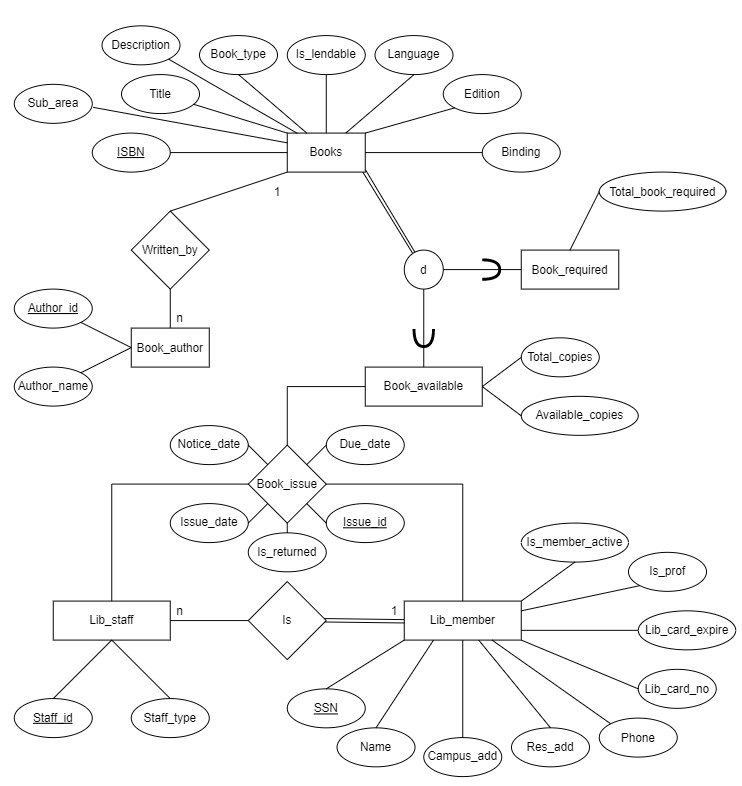 Description
Book_type
Is_lendable
Language
Title
Edition
Sub_area
ISBN
Books
Binding
1
Total_book_required
Written_by
d
Book_required
Author_id
n
Book_author
Total_copies
Author_name
Book_available
Available_copies
Notice_date
Due_date
Book_issue
Issue_date
Issue_id
Is_returned
Is_member_active
Is_prof
n
1
Lib_staff
Is
Lib_member
Lib_card_expire
Lib_card_no
SSN
Staff_id
Staff_type
Phone
Name
Campus_add
Res_add